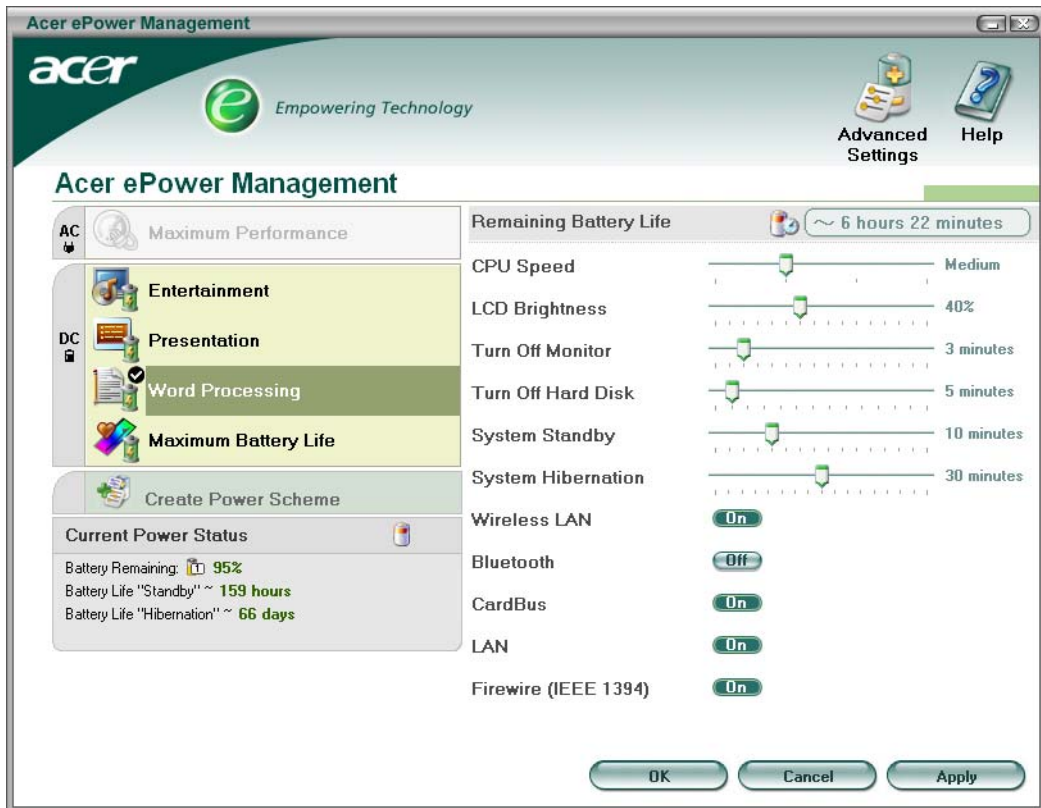 Acer ePower Management
acer
e Empowering Technology
Advanced
Settings
Help
Acer ePower Management
AC
Maximum Performance
DC
Entertainment
Presentation
Word Processing
Maximum Battery Life
Create Power Scheme
Current Power Status
Battery Remaining: 1 95%
Battery Life "Standby" ~ 159 hours
Battery Life "Hibernation" ~ 66 days
Remaining Battery Life ~ 6 hours 22 minutes
CPU Speed Medium
LCD Brightness 40%
Turn Off Monitor 3 minutes
Turn Off Hard Disk 5 minutes
System Standby 10 minutes
System Hibernation 30 minutes
Wireless LAN On
Bluetooth Off
CardBus On
LAN On
Firewire (IEEE 1394) On
OK Cancel Apply